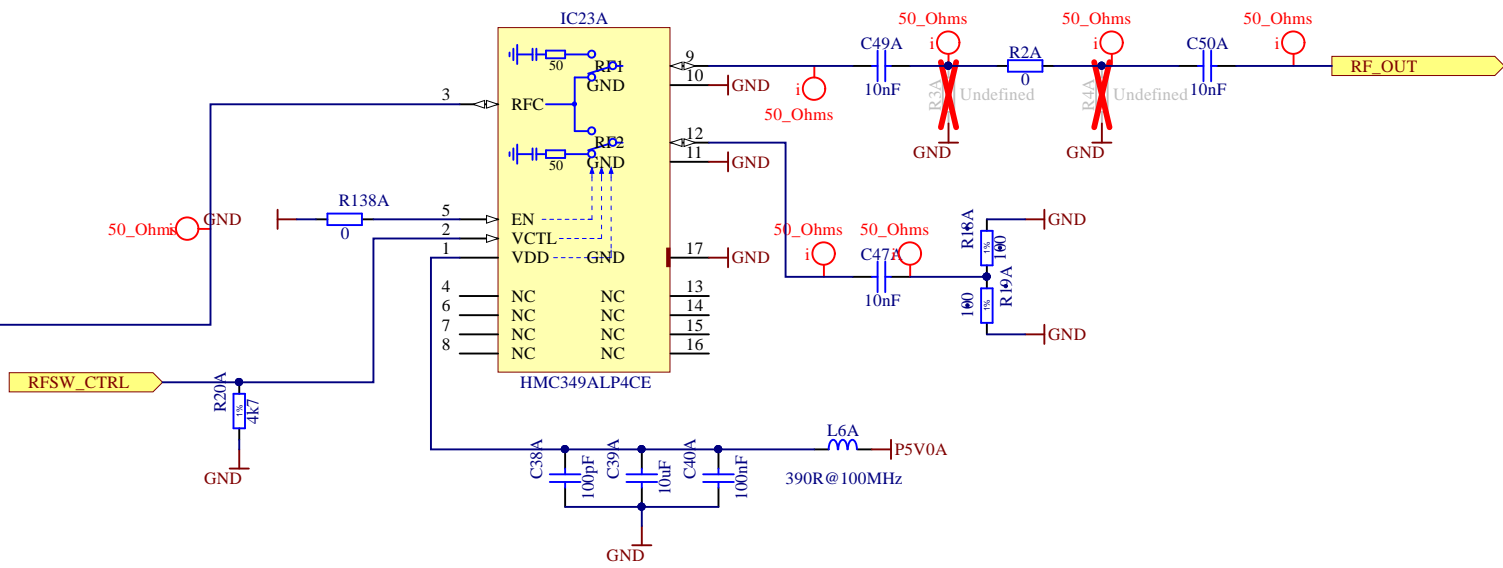 IC23A
50_Ohms
50_Ohms
50_Ohms
C49A
R2A
C50A
i
i
i
50
RF1
GND
9
10
GND
10nF
0
10nF
RF_OUT
R3A
Undefined
R4A
Undefined
i
50_Ohms
GND
GND
3
RFC
RF2
GND
50
12
11
GND
R138A
0
GND
50_Ohms
i
5
EN
2
VCTL
1
VDD
GND
17
GND
50_Ohms
50_Ohms
i
i
C47A
10nF
R18A
1%
100
GND
R19A
1%
100
GND
4
NC
NC
13
6
NC
NC
14
7
NC
NC
15
8
NC
NC
16
HMC349ALP4CE
RFSW_CTRL
R20A
1%
4k7
GND
C38A
100pF
C39A
10uF
C40A
100nF
L6A
390R@100MHz
P5V0A
GND